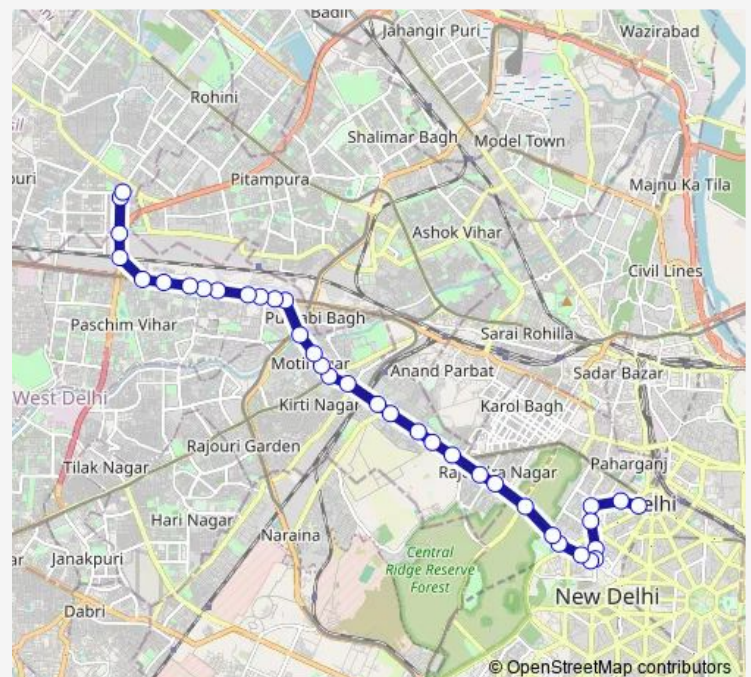 Badli
Jahangir Puri
Wazirabad
Rohini
Shalimar Bagh
Model Town
Pitampura
Majnu Ka Tila
Ashok Vihar
Civil Lines
Paschim Vihar
Sarai Rohilla
Anand Parbat
Sadar Bazar
West Delhi
Kirti Nagar
Karol Bagh
Rajouri Garden
Tilak Nagar
Paharganj
Hari Nagar
Naraina
Central
Ridge Reserve
Forest
Janakpuri
New Delhi
Dabri
© OpenStreetMap contributors